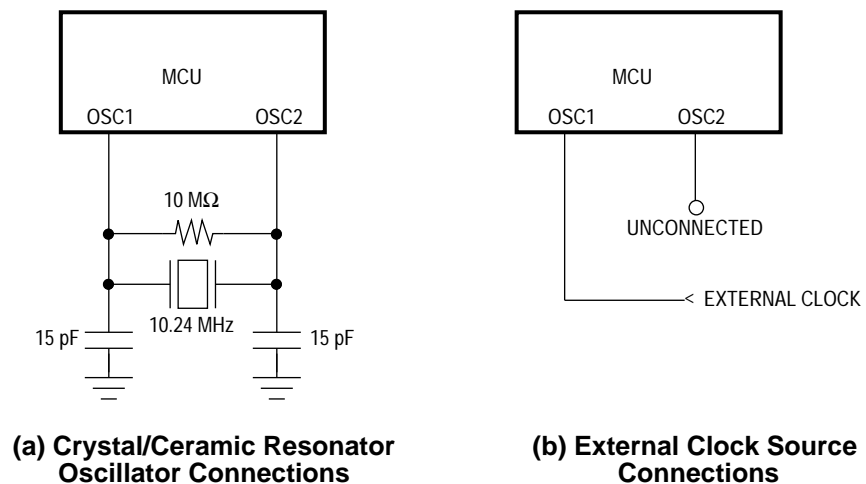 MCU
OSC1 OSC2
10 MΩ
10.24 MHz
15 pF 15 pF
(a) Crystal/Ceramic Resonator
Oscillator Connections
MCU
OSC1 OSC2
UNCONNECTED
< EXTERNAL CLOCK
(b) External Clock Source
Connections